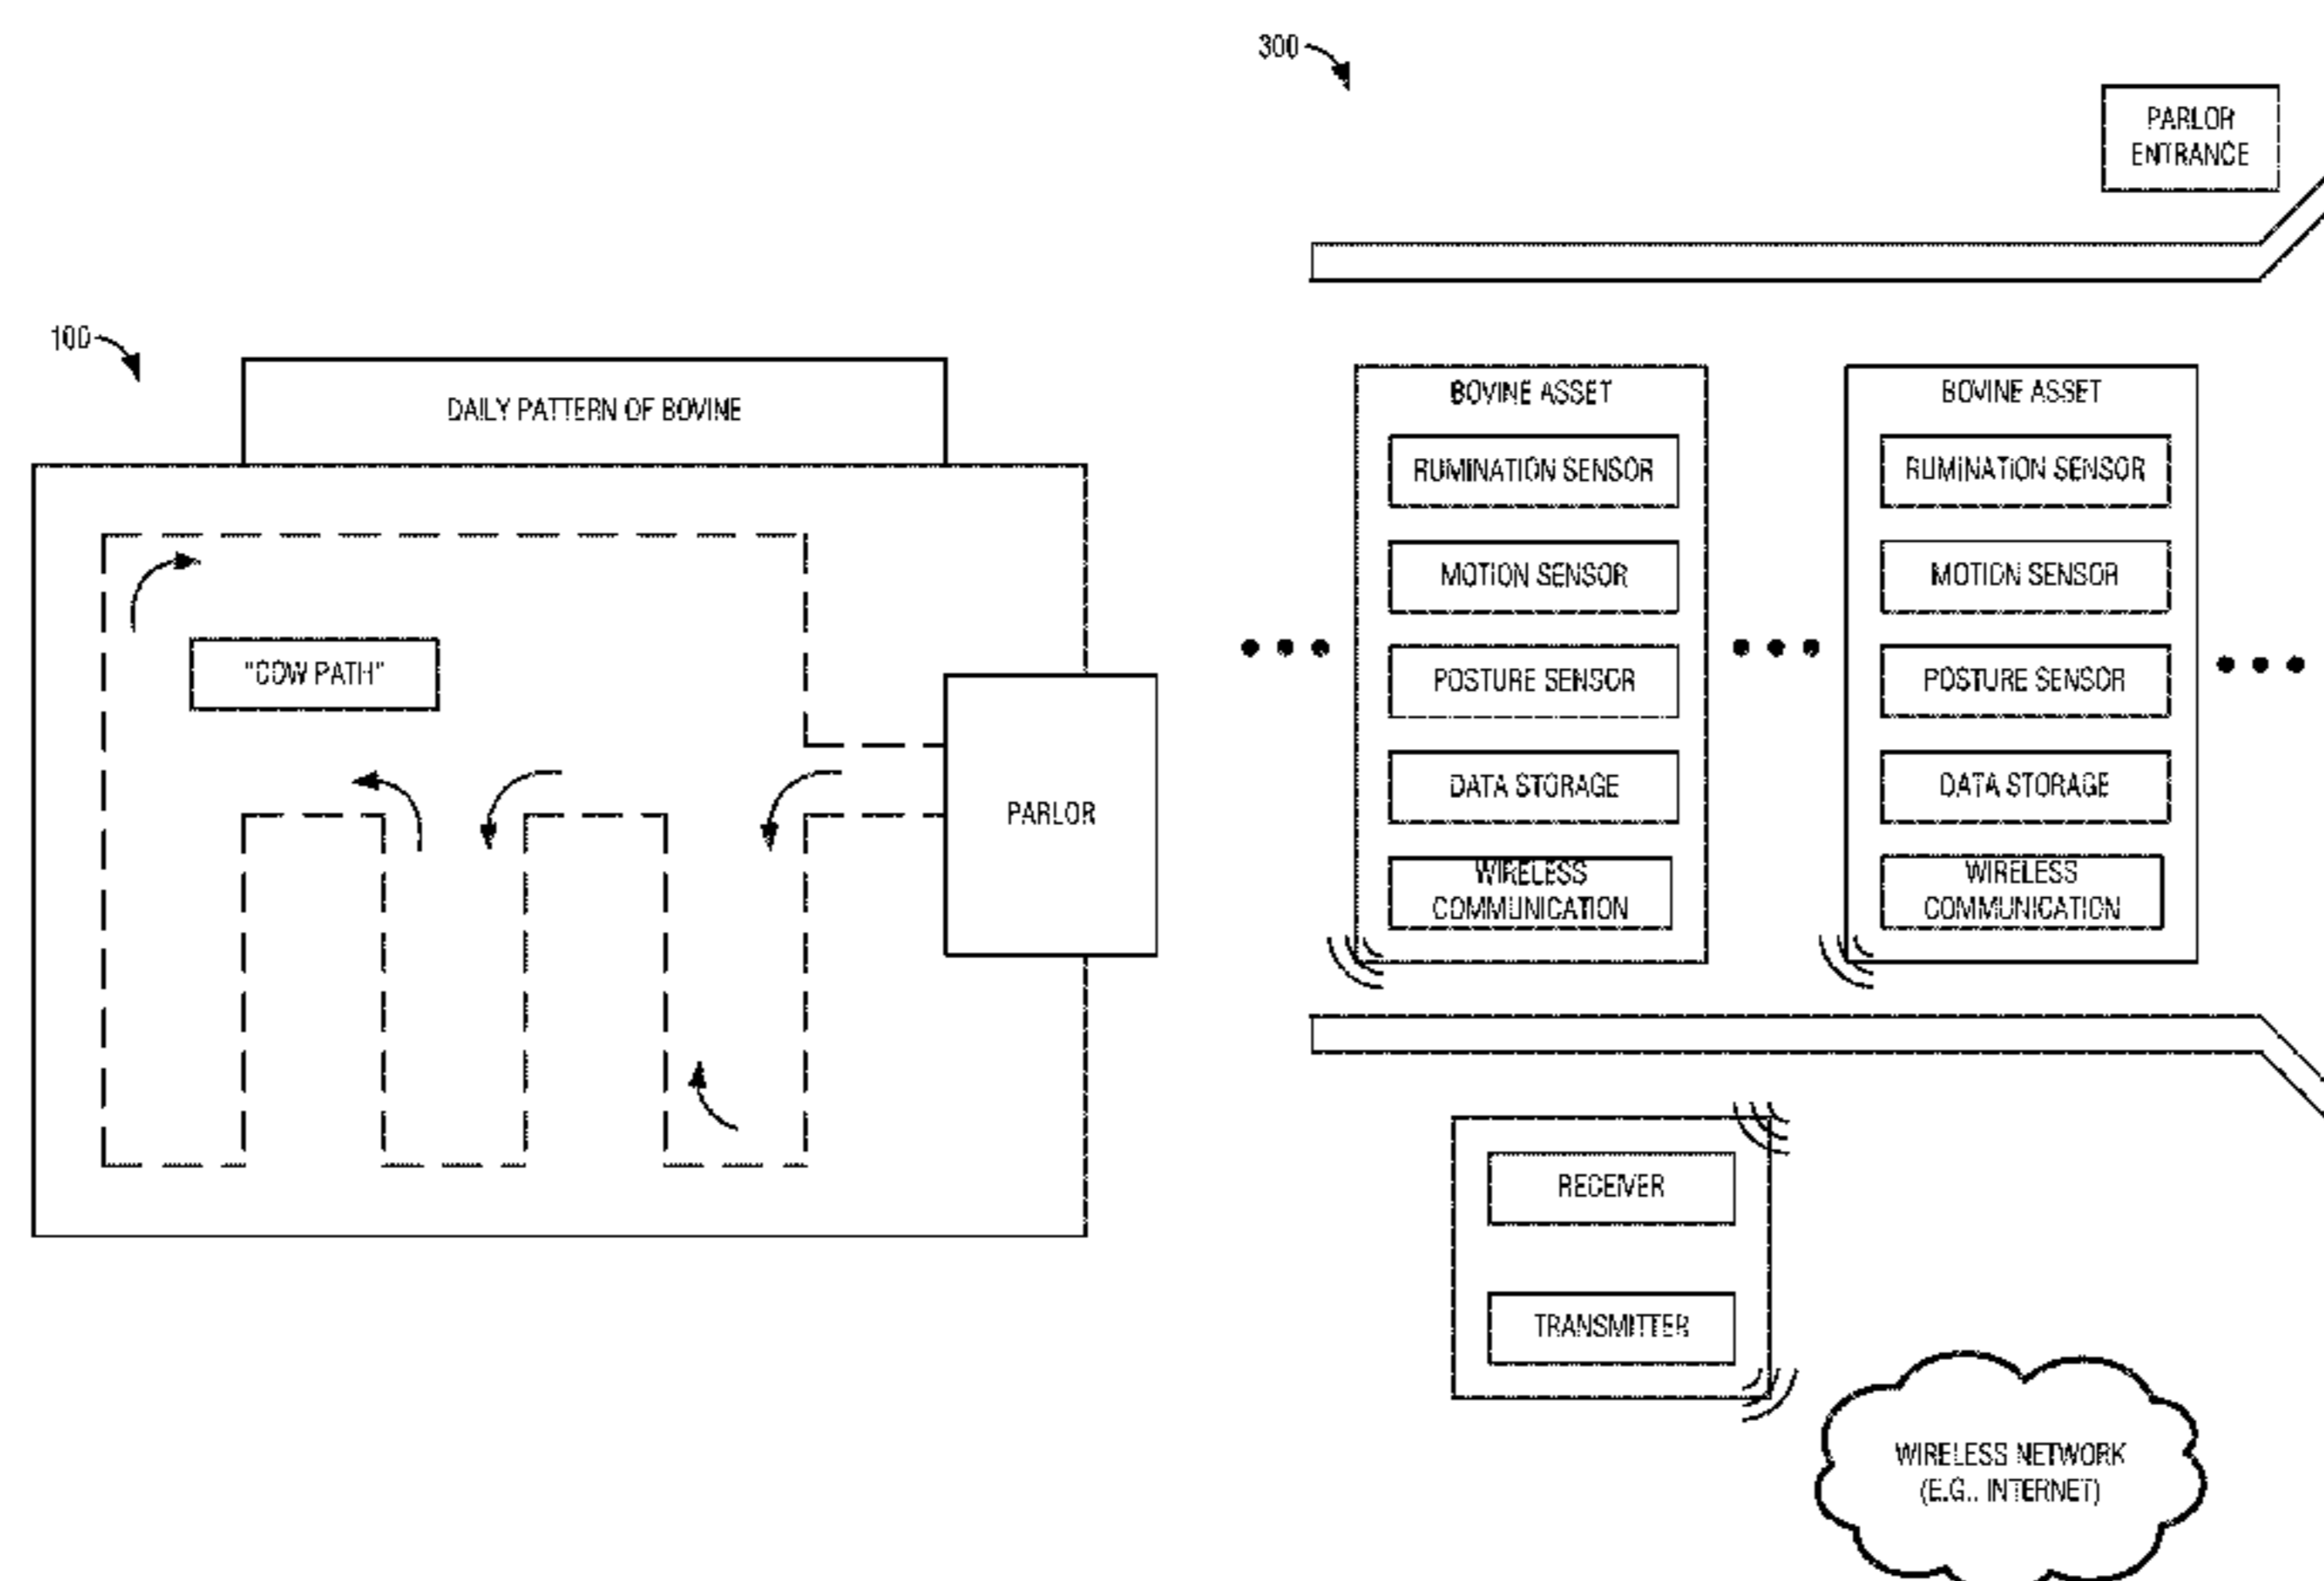 100
DAILY PATTERN OF BOVINE
"COW PATH"
PARLOR
300
PARLOR
ENTRANCE
BOVINE ASSET
RUMINATION SENSOR
MOTION SENSOR
POSTURE SENSOR
DATA STORAGE
WIRELESS
COMMUNICATION
BOVINE ASSET
RUMINATION SENSOR
MOTION SENSOR
POSTURE SENSOR
DATA STORAGE
WIRELESS
COMMUNICATION
RECEIVER
TRANSMITTER
WIRELESS NETWORK
(E.G., INTERNET)